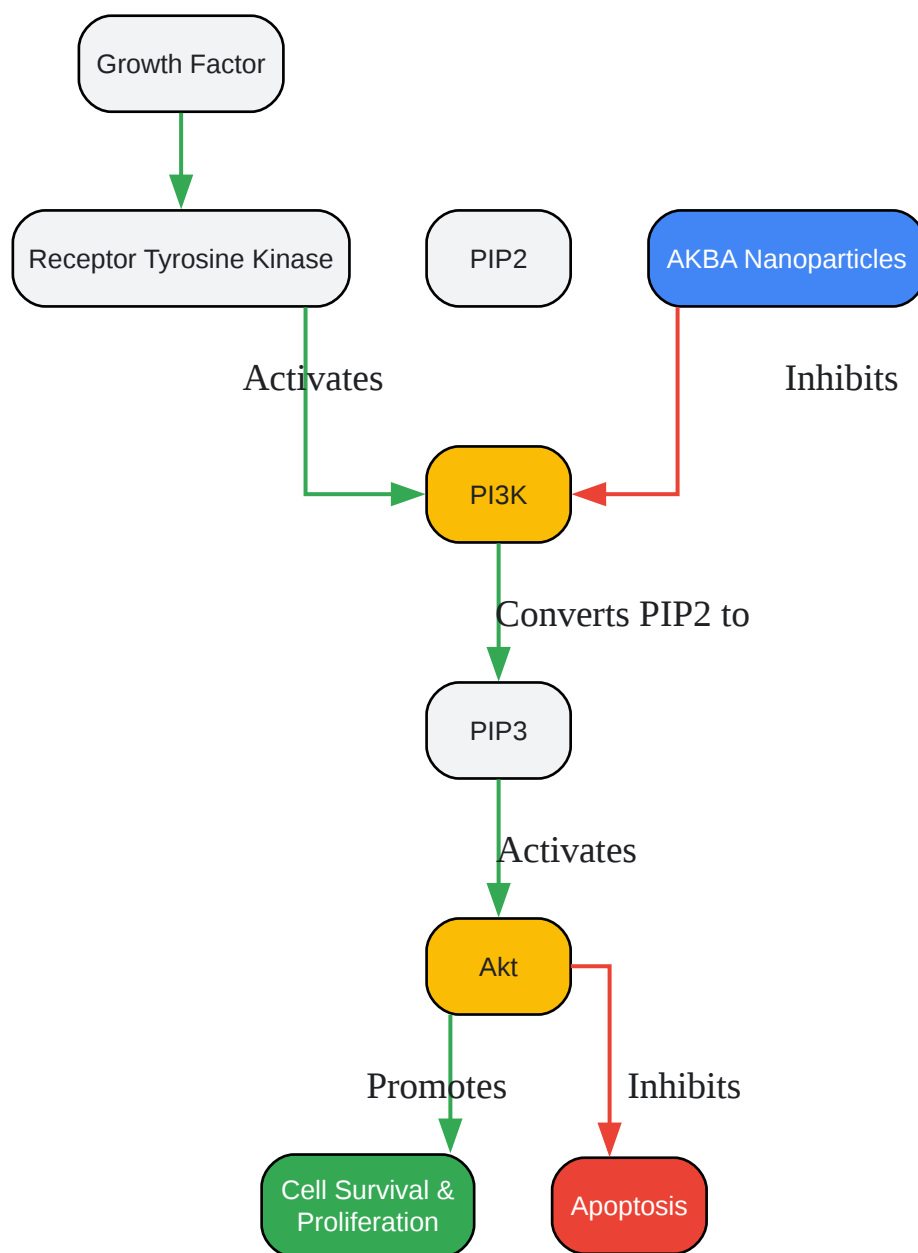 Growth Factor
Receptor Tyrosine Kinase
PIP2
AKBA Nanoparticles
Activates
Inhibits
PI3K
Converts PIP2 to
PIP3
Activates
Akt
Promotes
Inhibits
Cell Survival &
Proliferation
Apoptosis